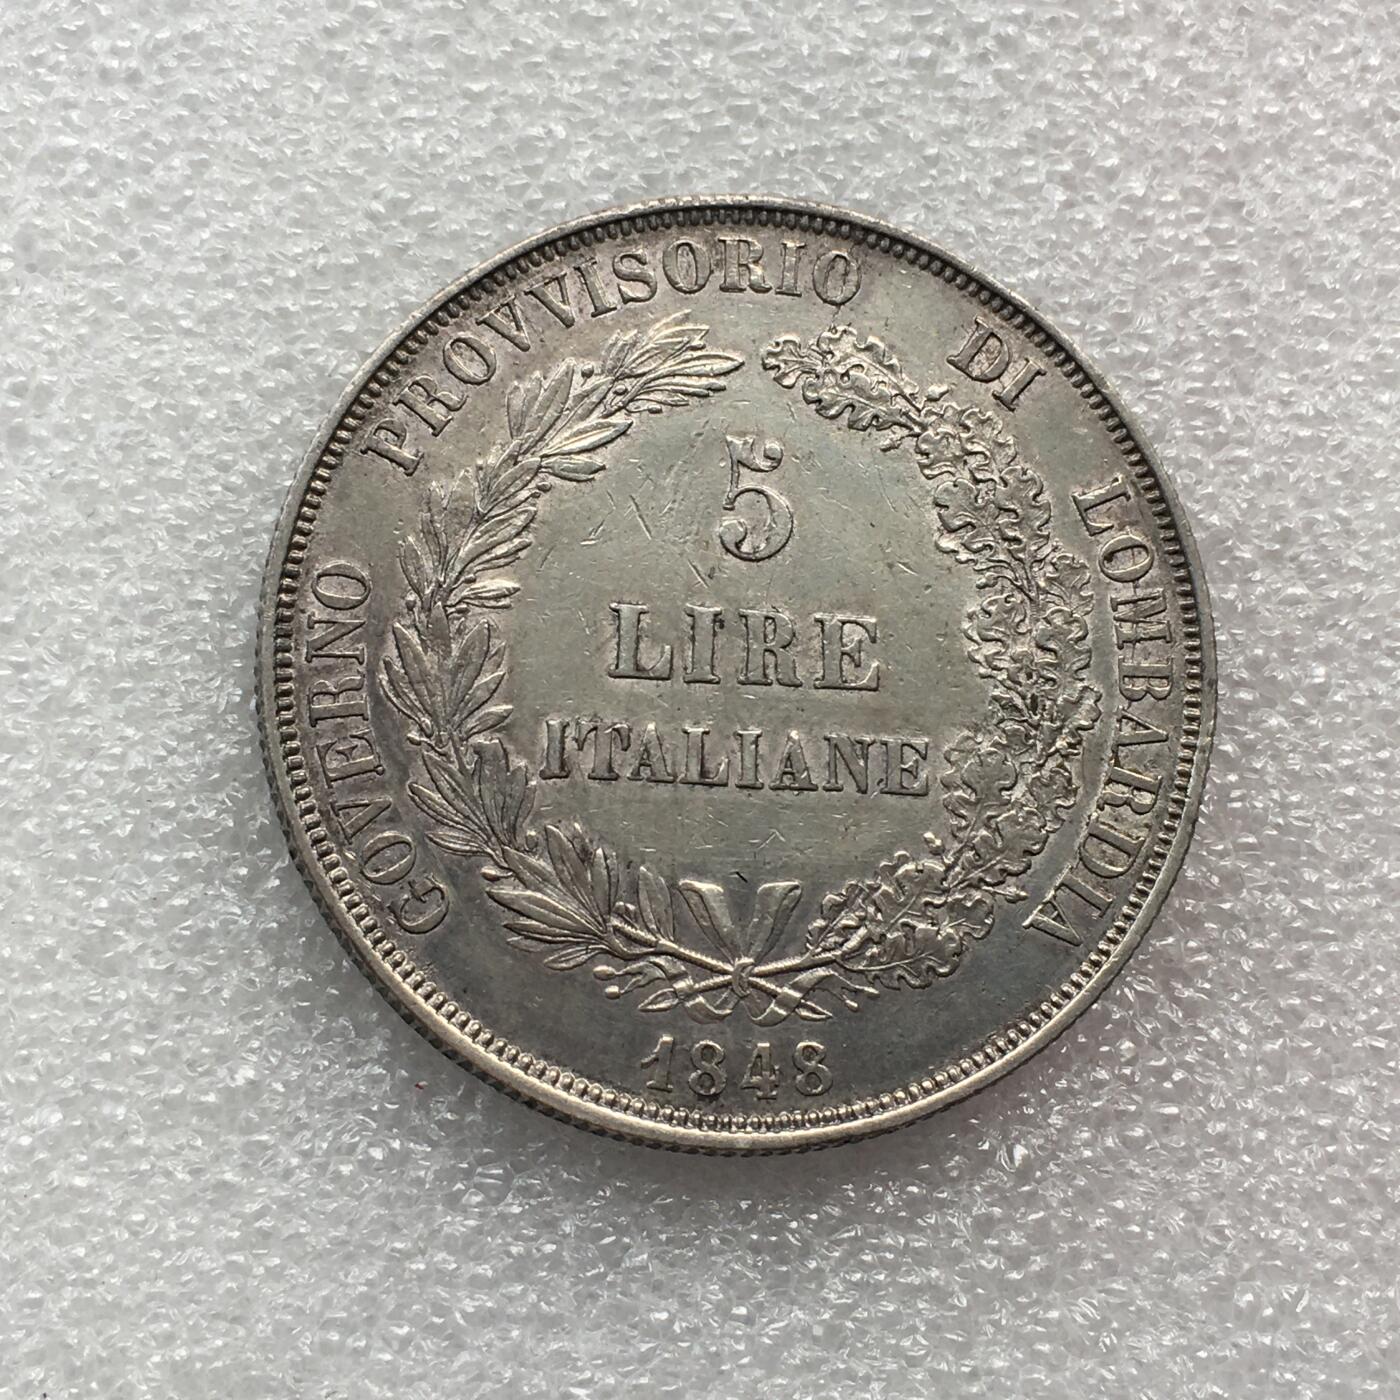 GOVERNO PROVVISORIO DI LOMBARDIA
5
LIRE
ITALIANE
1848